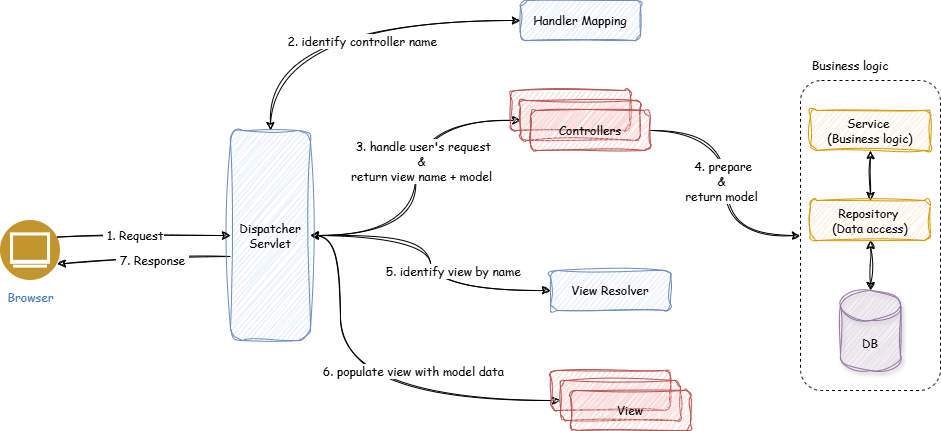 Handler Mapping
2. identify controller name
Business logic
Controllers
Service
(Business logic)
3. handle user's request
&
return view name + model
4. prepare
&
return model
Repository
(Data access)
Dispatcher
Servlet
1. Request
7. Response
Browser
5. identify view by name
View Resolver
DB
6. populate view with model data
View